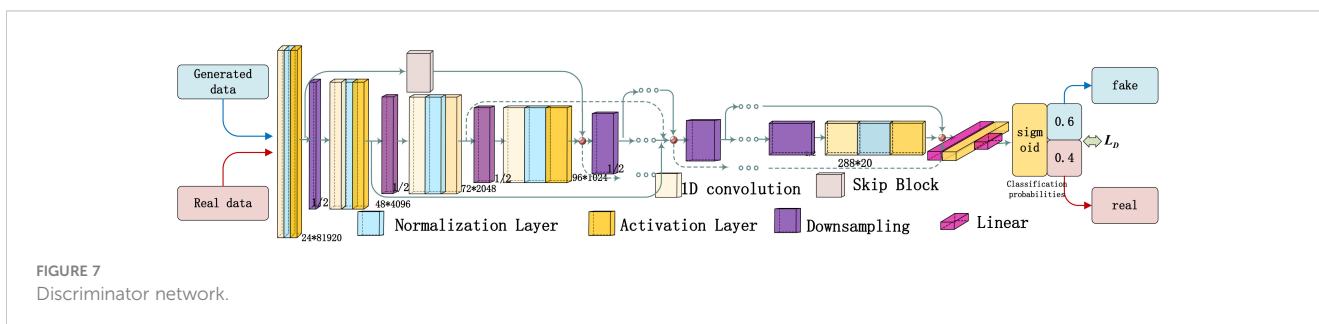 Generated
data
Real data
24*81920
1/2
48*4096
1/2
72*2048
1/2
96*1024
1/2
288*20
1D convolution
Skip Block
Normalization Layer
Activation Layer
Downsampling
Linear
sigm
oid
0.6
0.4
Classification
probabilities
fake
real
L_D
FIGURE 7
Discriminator network.